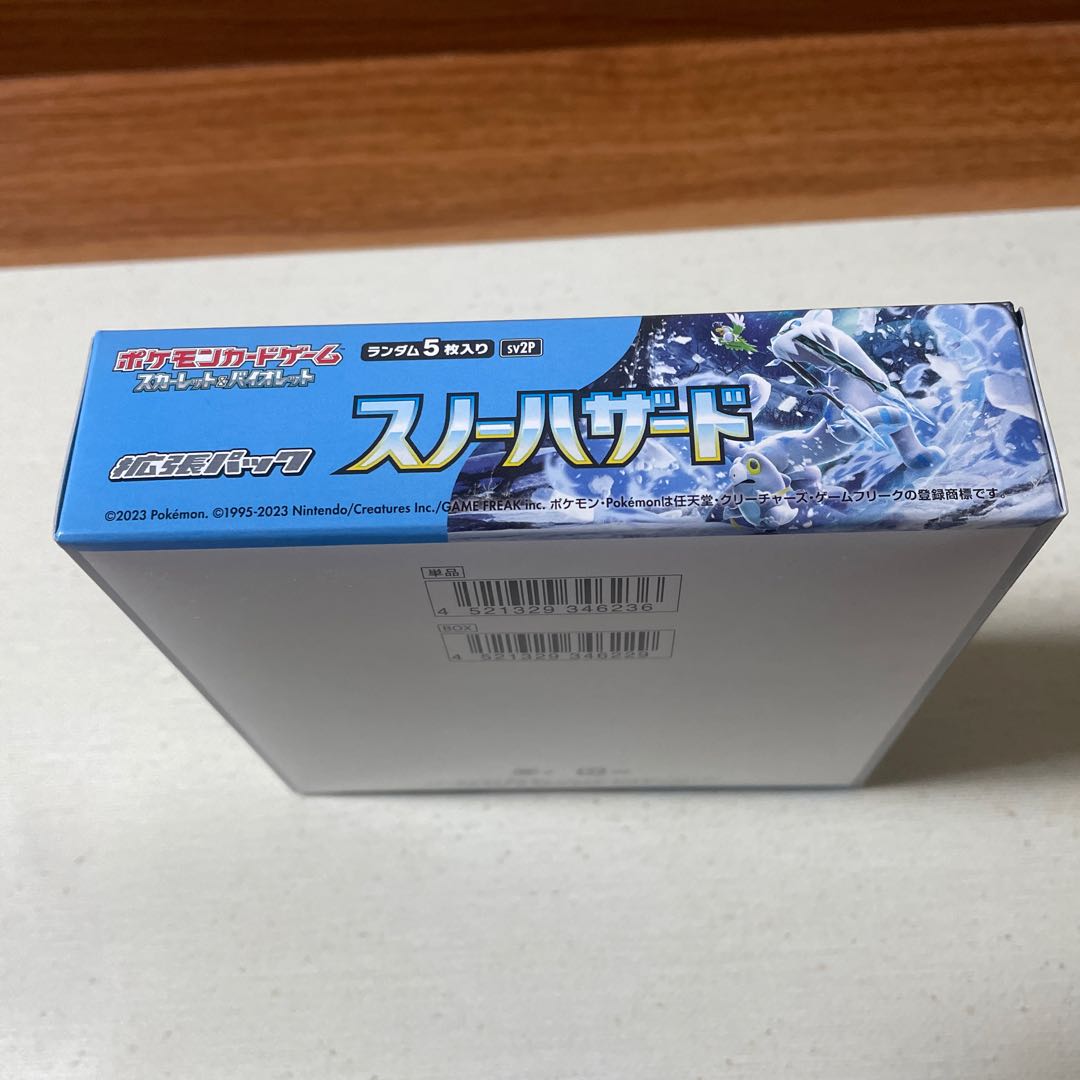 ポケモンカードゲーム
スカーレット&バイオレット
ランダム5枚入り sv2P
拡張パック
スノーハザード
©2023 Pokémon. ©1995-2023 Nintendo/Creatures Inc./GAME FREAK inc. ポケモン・Pokémonは任天堂・クリーチャーズ・ゲームフリークの登録商標です。
単品
4 521329 346236
BOX
4 521329 346229